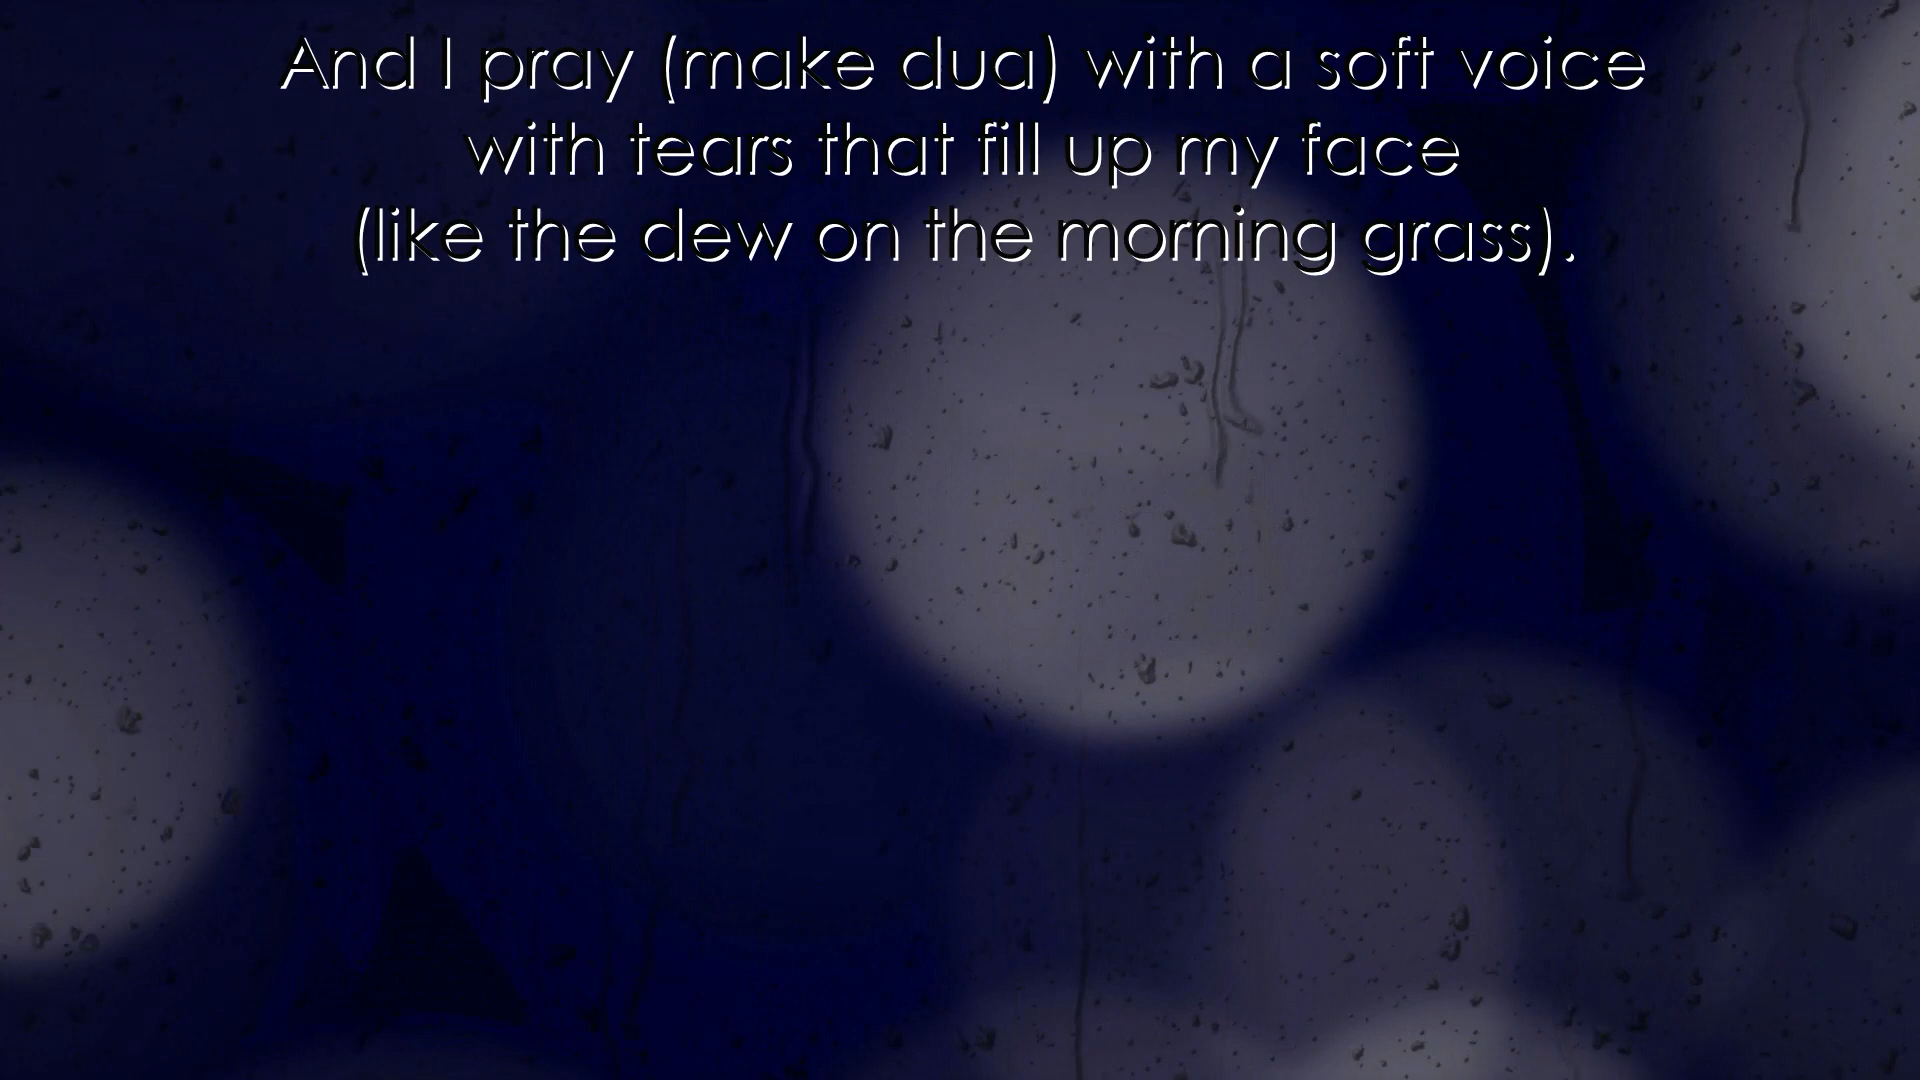 And I pray (make dua) with a soft voice
with tears that fill up my face
(like the dew on the morning grass).